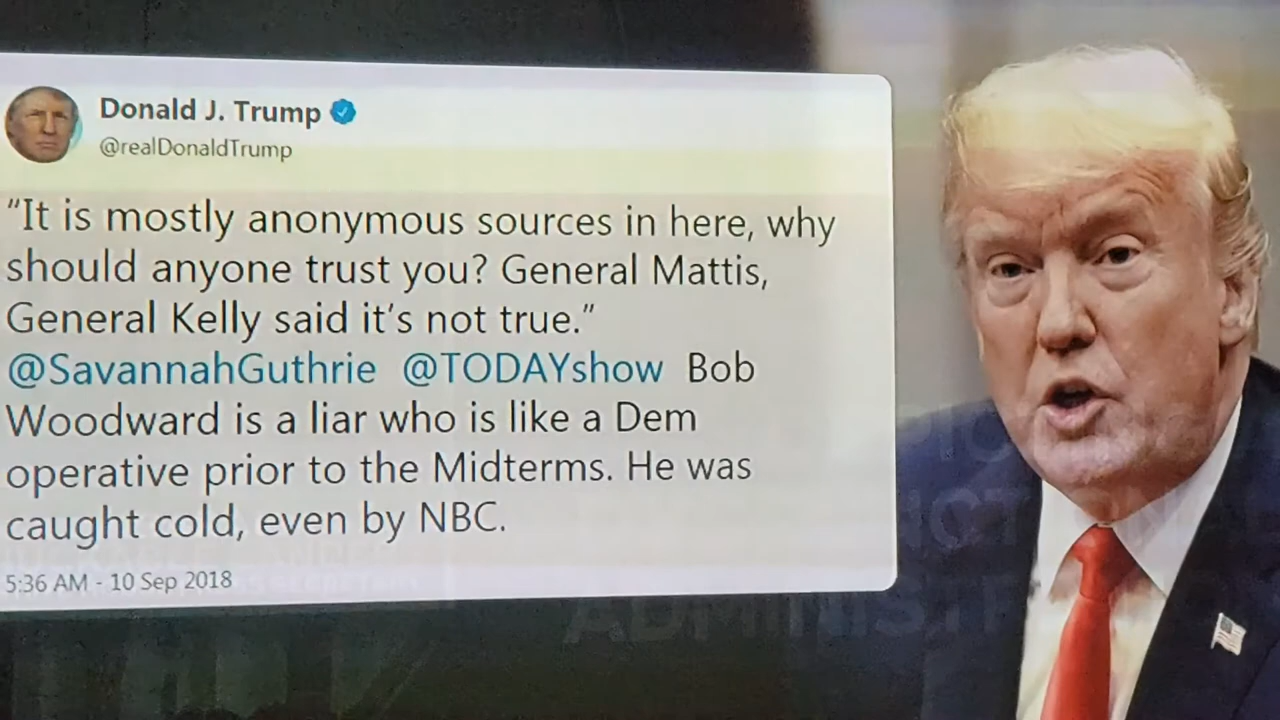 Donald J. Trump
@realDonaldTrump
"It is mostly anonymous sources in here, why
should anyone trust you? General Mattis,
General Kelly said it's not true."
@SavannahGuthrie @TODAYshow Bob
Woodward is a liar who is like a Dem
operative prior to the Midterms. He was
caught cold, even by NBC.
5:36 AM - 10 Sep 2018